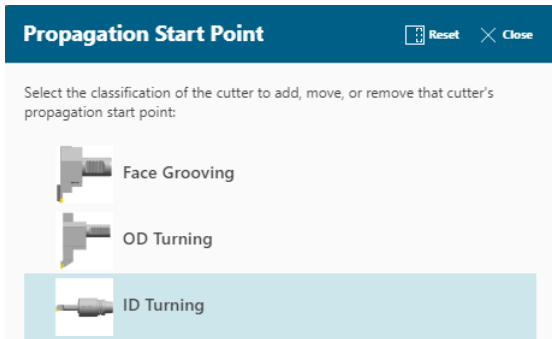 Propagation Start Point
Reset
Close
Select the classification of the cutter to add, move, or remove that cutter's
propagation start point:
Face Grooving
OD Turning
ID Turning